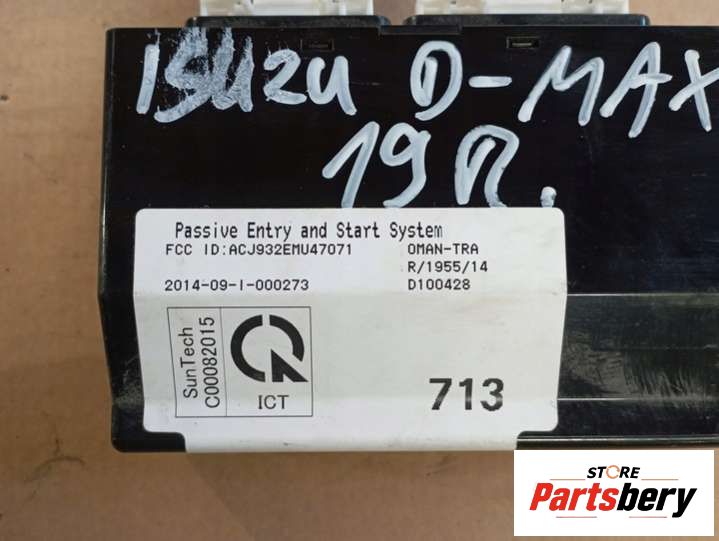 ISUZU D-MAX
19R.
Passive Entry and Start System
FCC ID:ACJ932EMU47071 OMAN-TRA
R/1955/14
2014-09-I-000273 D100428
SunTech
C00082015
ICT
713
STORE
Partsbery